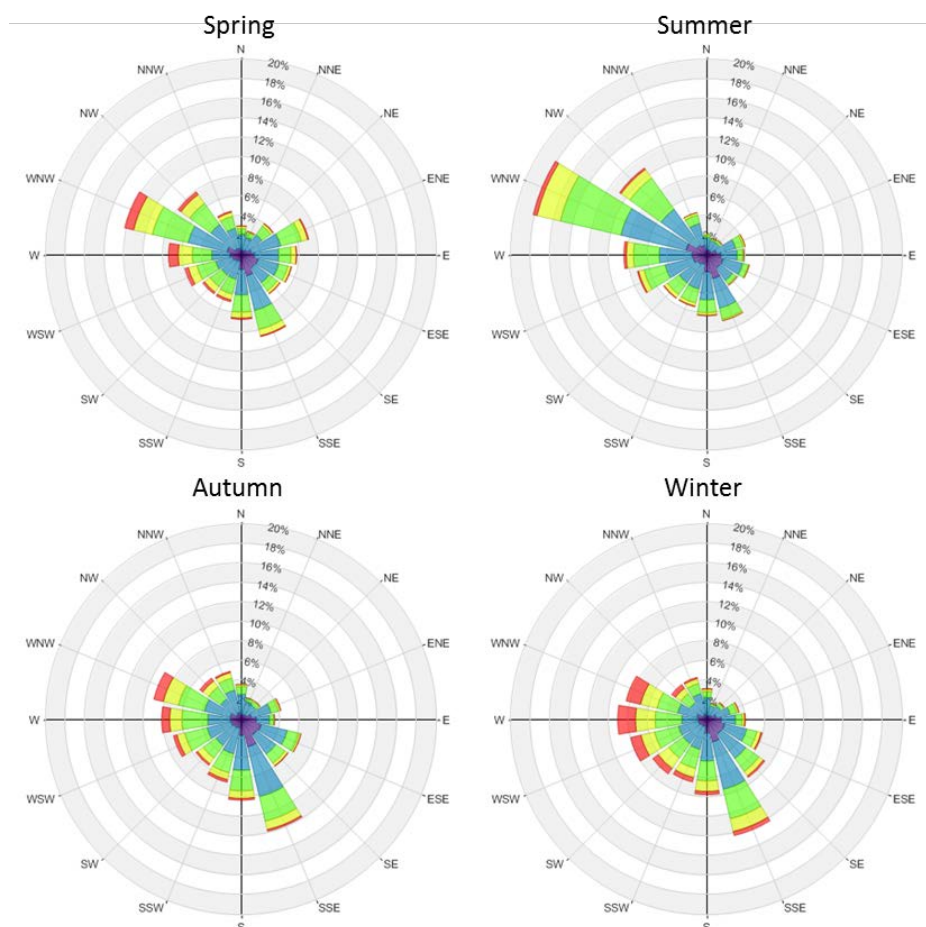 Spring
N
NNW
20%
NNE
18%
NW
16%
NE
14%
12%
10%
WNW
8%
ENE
6%
4%
W
E
WSW
ESE
SW
SE
SSW
SSE
S
Summer
N
NNW
20%
NNE
18%
NW
16%
NE
14%
12%
10%
WNW
8%
ENE
6%
4%
W
E
WSW
ESE
SW
SE
SSW
SSE
S
Autumn
N
NNW
20%
NNE
18%
NW
16%
NE
14%
12%
10%
WNW
8%
ENE
6%
4%
W
E
WSW
ESE
SW
SE
SSW
SSE
S
Winter
N
NNW
20%
NNE
18%
NW
16%
NE
14%
12%
10%
WNW
8%
ENE
6%
4%
W
E
WSW
ESE
SW
SE
SSW
SSE
S